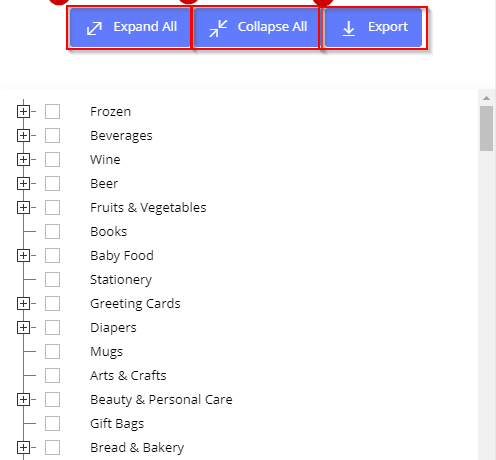 Expand All Collapse All Export
Frozen
Beverages
Wine
Beer
Fruits & Vegetables
Books
Baby Food
Stationery
Greeting Cards
Diapers
Mugs
Arts & Crafts
Beauty & Personal Care
Gift Bags
Bread & Bakery